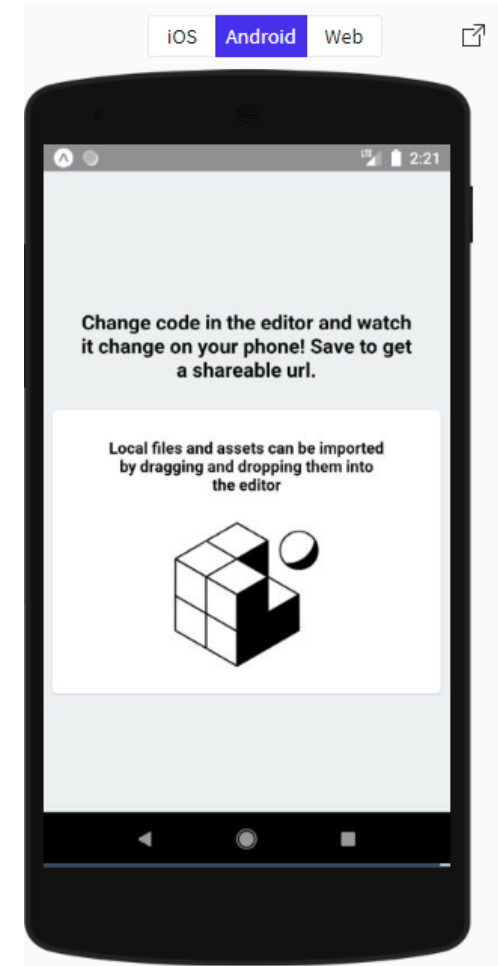 iOS Android Web
LTE 2:21
Change code in the editor and watch
it change on your phone! Save to get
a shareable url.
Local files and assets can be imported
by dragging and dropping them into
the editor